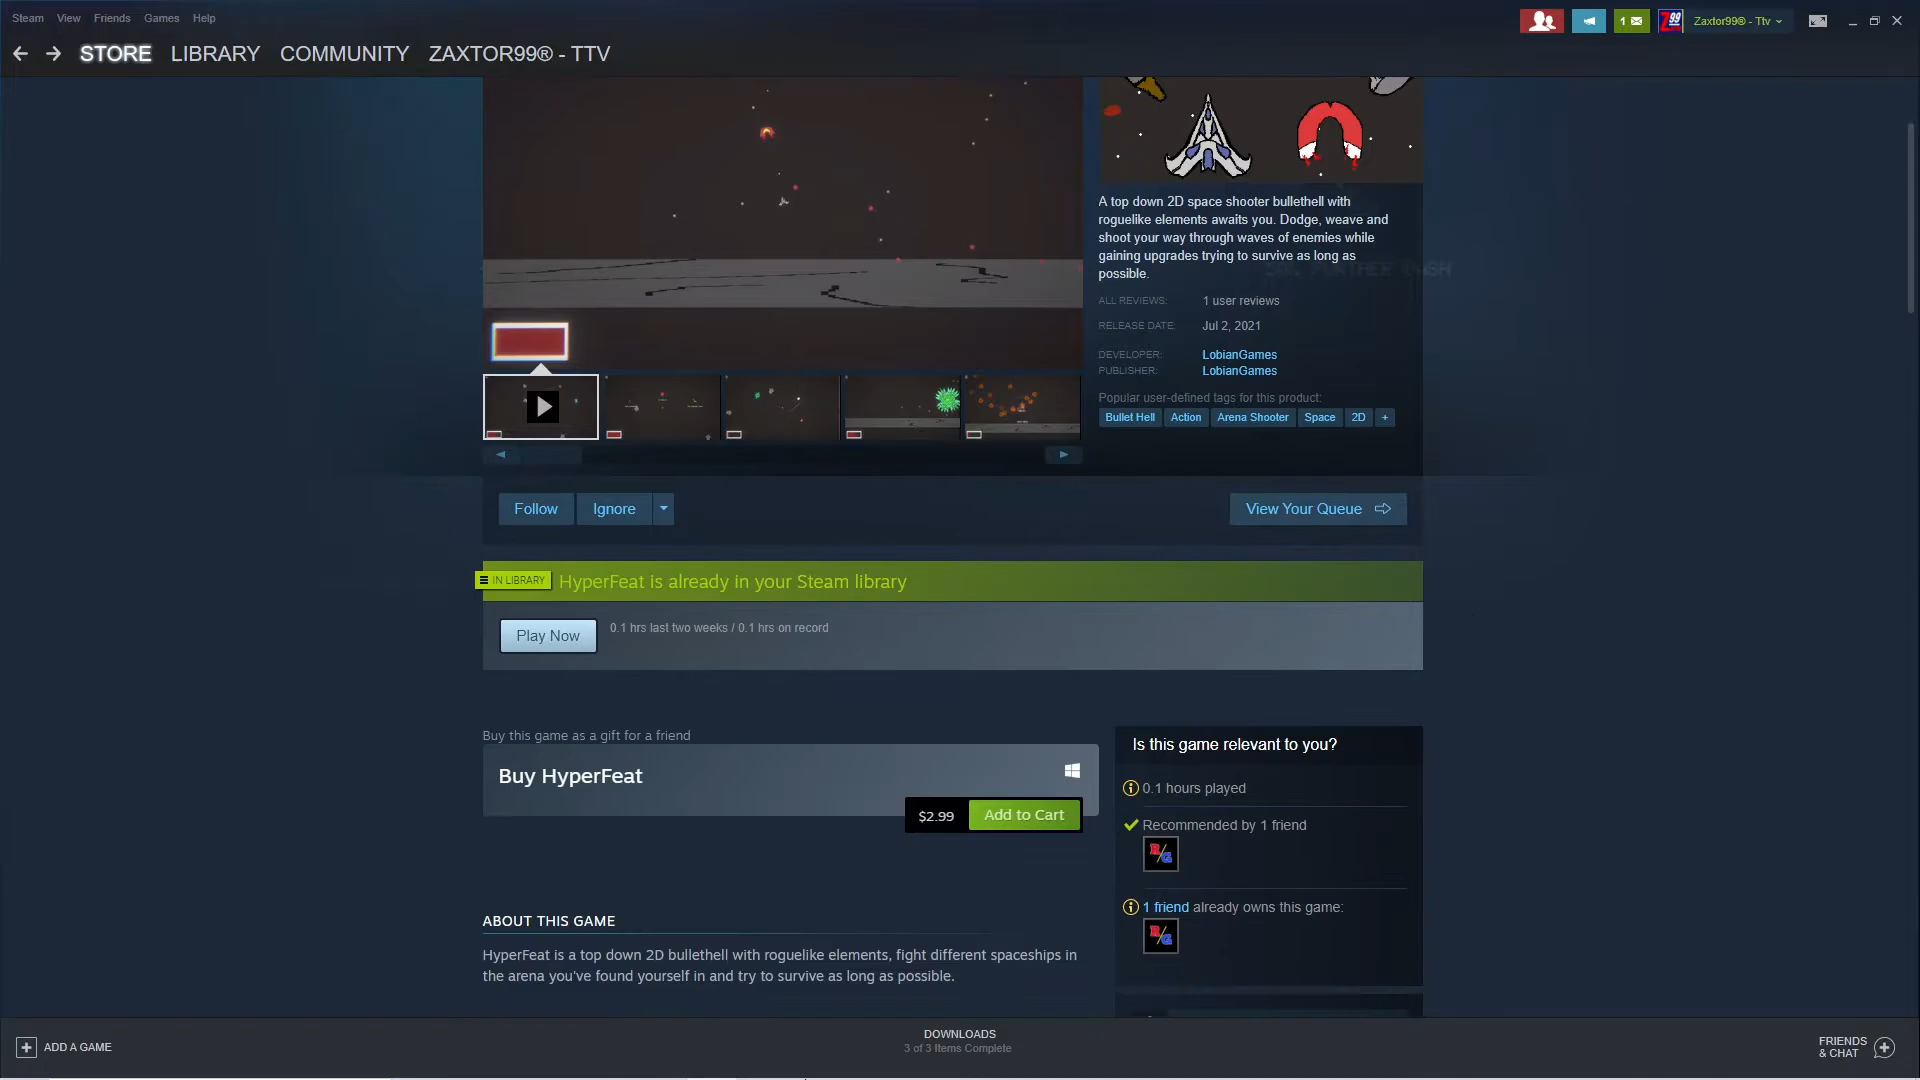 Steam View Friends Games Help
1 Z99 Zaxtor99® - Ttv
STORE LIBRARY COMMUNITY ZAXTOR99® - TTV
A top down 2D space shooter bullethell with
roguelike elements awaits you. Dodge, weave and
shoot your way through waves of enemies while
gaining upgrades trying to survive as long as
possible.
ALL REVIEWS: 1 user reviews
RELEASE DATE: Jul 2, 2021
DEVELOPER: LobianGames
PUBLISHER: LobianGames
Popular user-defined tags for this product:
Bullet Hell Action Arena Shooter Space 2D +
Follow Ignore View Your Queue
IN LIBRARY HyperFeat is already in your Steam library
Play Now 0.1 hrs last two weeks / 0.1 hrs on record
Buy this game as a gift for a friend
Buy HyperFeat
$2.99 Add to Cart
Is this game relevant to you?
0.1 hours played
Recommended by 1 friend
R/G
1 friend already owns this game:
R/G
ABOUT THIS GAME
HyperFeat is a top down 2D bullethell with roguelike elements, fight different spaceships in
the arena you've found yourself in and try to survive as long as possible.
ADD A GAME
DOWNLOADS
3 of 3 Items Complete
FRIENDS
& CHAT